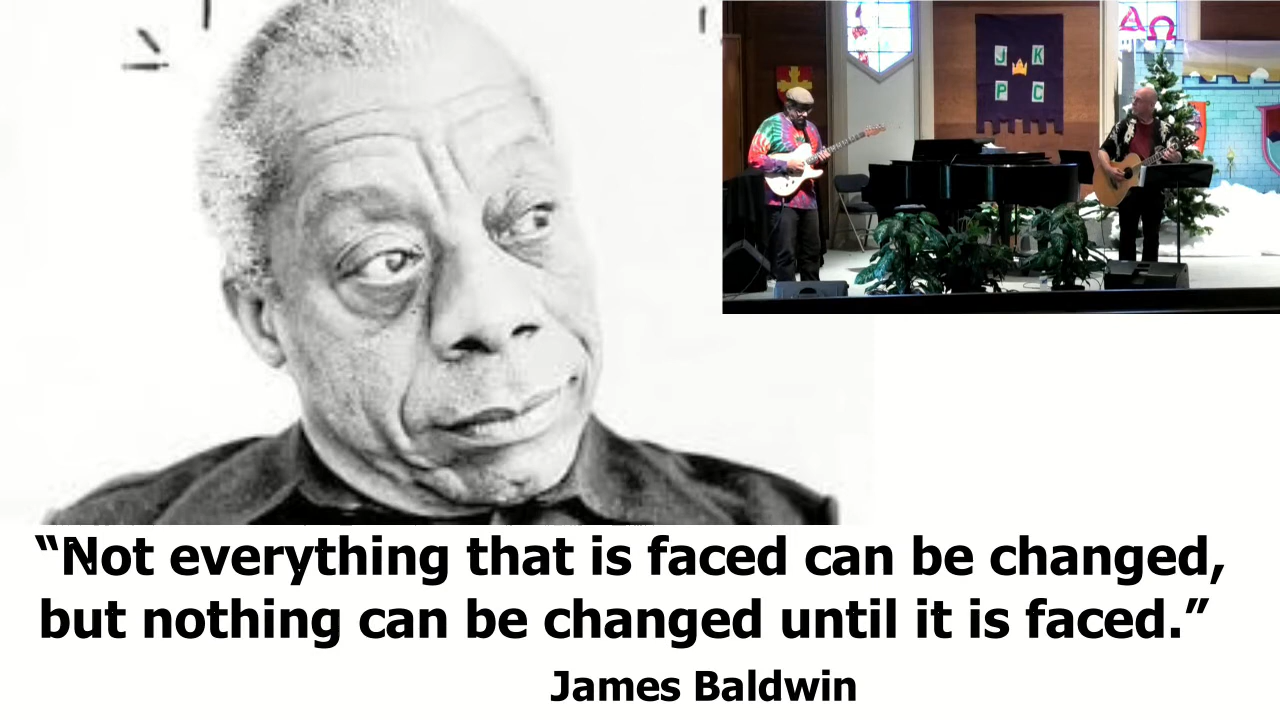 ΑΩ
J K
P C
“Not everything that is faced can be changed,
but nothing can be changed until it is faced.”
James Baldwin